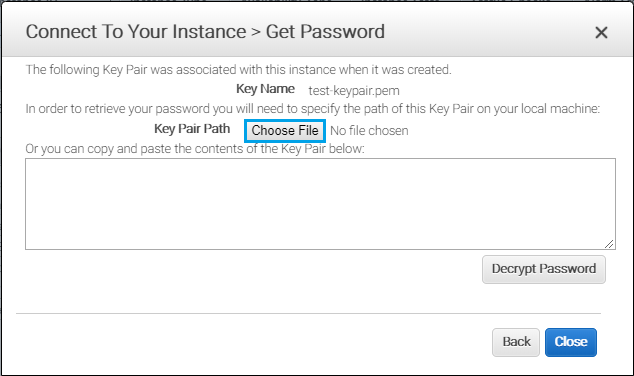 Connect To Your Instance > Get Password
The following Key Pair was associated with this instance when it was created.
Key Name test-keypair.pem
In order to retrieve your password you will need to specify the path of this Key Pair on your local machine:
Key Pair Path Choose File No file chosen
Or you can copy and paste the contents of the Key Pair below:
Decrypt Password
Back Close